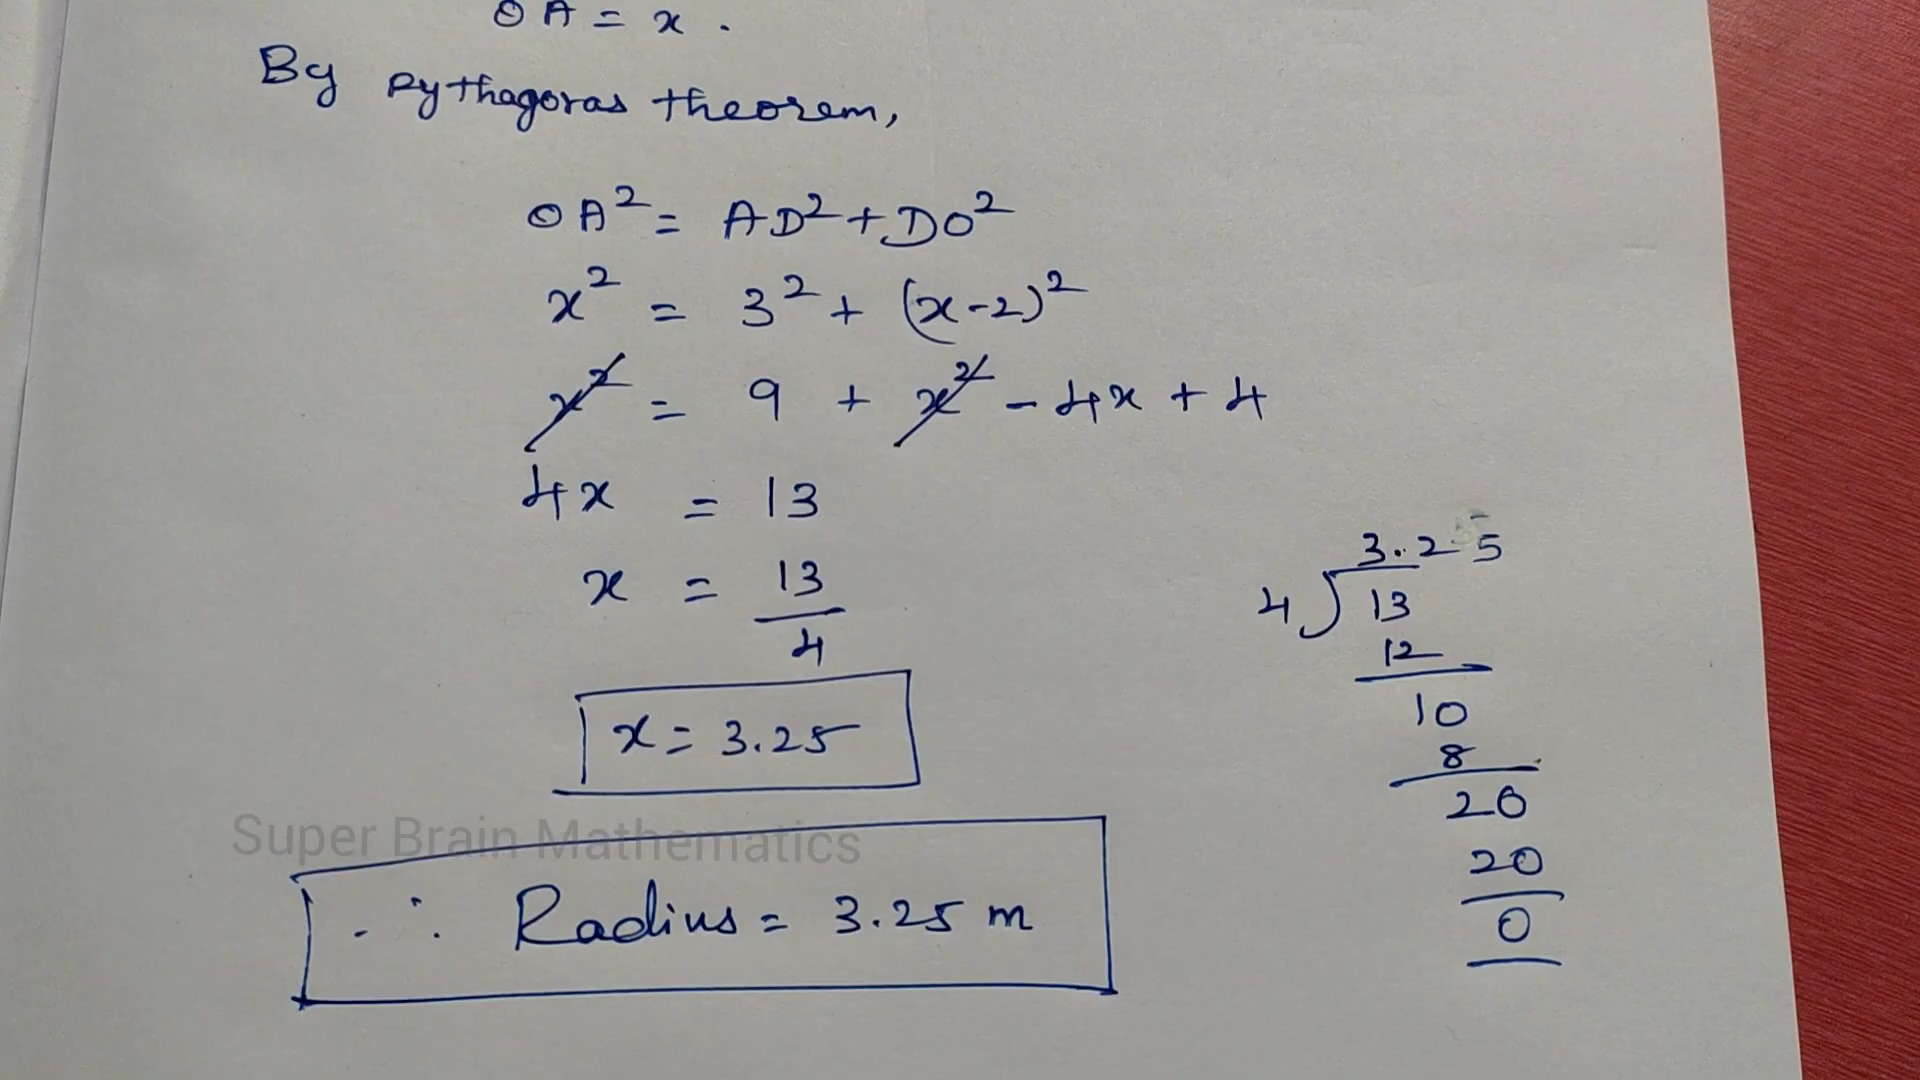 OA = x .
By Pythagoras theorem,
OA² = AD² + DO²
x² = 3² + (x-2)²
x² = 9 + x² - 4x + 4
4x = 13
x = 13
4
x = 3.25
Super Brain Mathematics
∴ Radius = 3.25 m
3.25
4 ) 13
12
10
8
20
20
0